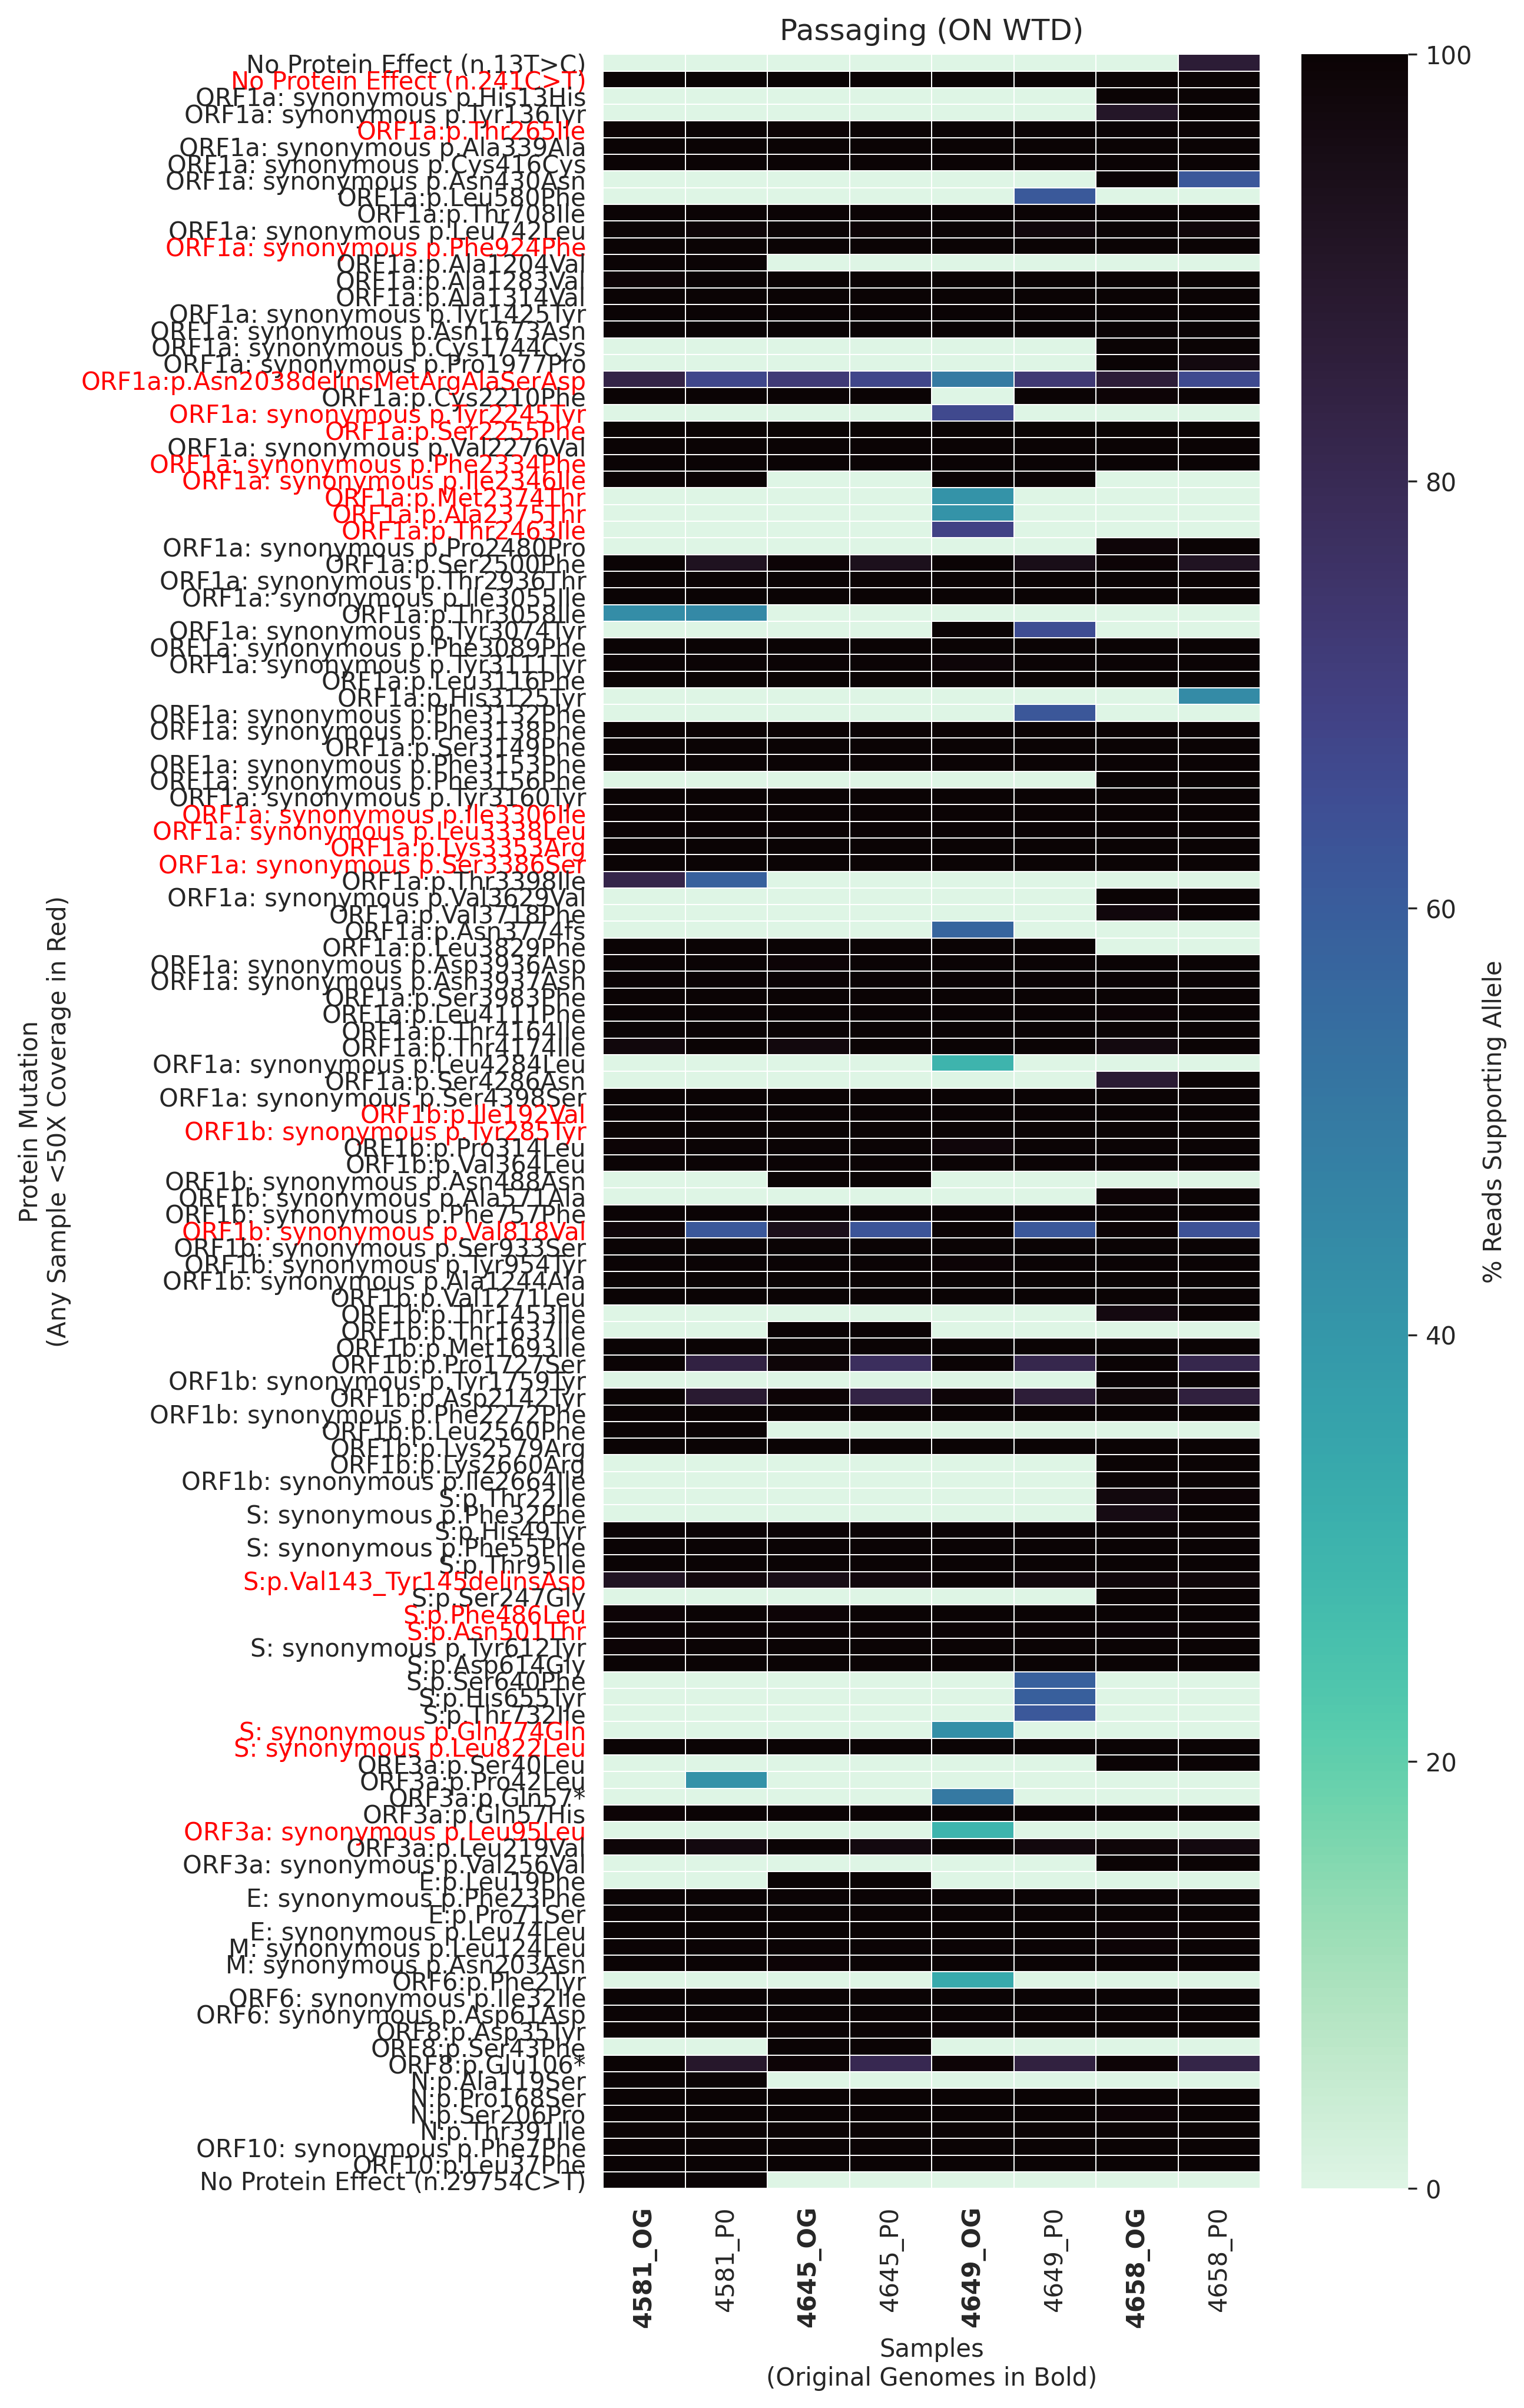 Passaging (ON WTD)
No Protein Effect (n.13T>C)
No Protein Effect (n.241C>T)
ORF1a: synonymous p.His13His
ORF1a: synonymous p.Tyr136Tyr
ORF1a:p.Thr265Ile
ORF1a: synonymous p.Ala339Ala
ORF1a: synonymous p.Cys416Cys
ORF1a: synonymous p.Asn430Asn
ORF1a:p.Leu580Phe
ORF1a:p.Thr708Ile
ORF1a: synonymous p.Leu742Leu
ORF1a: synonymous p.Phe924Phe
ORF1a:p.Ala1204Val
ORF1a:p.Ala1283Val
ORF1a:p.Ala1314Val
ORF1a: synonymous p.Tyr1425Tyr
ORF1a: synonymous p.Asn1673Asn
ORF1a: synonymous p.Cys1744Cys
ORF1a: synonymous p.Pro1977Pro
ORF1a:p.Asn2038delinsMetArgAlaSerAsp
ORF1a:p.Cys2210Phe
ORF1a: synonymous p.Tyr2245Tyr
ORF1a:p.Ser2255Phe
ORF1a: synonymous p.Val2276Val
ORF1a: synonymous p.Phe2334Phe
ORF1a: synonymous p.Ile2346Ile
ORF1a:p.Met2374Thr
ORF1a:p.Ala2375Thr
ORF1a:p.Thr2463Ile
ORF1a: synonymous p.Pro2480Pro
ORF1a:p.Ser2500Phe
ORF1a: synonymous p.Thr2936Thr
ORF1a: synonymous p.Ile3055Ile
ORF1a:p.Thr3058Ile
ORF1a: synonymous p.Tyr3074Tyr
ORF1a: synonymous p.Phe3089Phe
ORF1a: synonymous p.Tyr3111Tyr
ORF1a:p.Leu3116Phe
ORF1a:p.His3125Tyr
ORF1a: synonymous p.Phe3132Phe
ORF1a: synonymous p.Phe3138Phe
ORF1a:p.Ser3149Phe
ORF1a: synonymous p.Phe3153Phe
ORF1a: synonymous p.Phe3156Phe
ORF1a: synonymous p.Tyr3160Tyr
ORF1a: synonymous p.Ile3306Ile
ORF1a: synonymous p.Leu3338Leu
ORF1a:p.Lys3353Arg
ORF1a: synonymous p.Ser3386Ser
ORF1a:p.Thr3398Ile
ORF1a: synonymous p.Val3629Val
ORF1a:p.Val3718Phe
ORF1a:p.Asn3774fs
ORF1a:p.Leu3829Phe
ORF1a: synonymous p.Asp3936Asp
ORF1a: synonymous p.Asn3937Asn
ORF1a:p.Ser3983Phe
ORF1a:p.Leu4111Phe
ORF1a:p.Thr4164Ile
ORF1a:p.Thr4174Ile
ORF1a: synonymous p.Leu4284Leu
ORF1a:p.Ser4286Asn
ORF1a: synonymous p.Ser4398Ser
ORF1b:p.Ile192Val
ORF1b: synonymous p.Tyr285Tyr
ORF1b:p.Pro314Leu
ORF1b:p.Val364Leu
ORF1b: synonymous p.Asn488Asn
ORF1b: synonymous p.Ala571Ala
ORF1b: synonymous p.Phe757Phe
ORF1b: synonymous p.Val818Val
ORF1b: synonymous p.Ser933Ser
ORF1b: synonymous p.Tyr954Tyr
ORF1b: synonymous p.Ala1244Ala
ORF1b:p.Val1271Leu
ORF1b:p.Thr1453Ile
ORF1b:p.Thr1637Ile
ORF1b:p.Met1693Ile
ORF1b:p.Pro1727Ser
ORF1b: synonymous p.Tyr1759Tyr
ORF1b:p.Asp2142Tyr
ORF1b: synonymous p.Phe2272Phe
ORF1b:p.Leu2560Phe
ORF1b:p.Lys2579Arg
ORF1b:p.Lys2660Arg
ORF1b: synonymous p.Ile2664Ile
S:p.Thr22Ile
S: synonymous p.Phe32Phe
S:p.His49Tyr
S: synonymous p.Phe55Phe
S:p.Thr95Ile
S:p.Val143_Tyr145delinsAsp
S:p.Ser247Gly
S:p.Phe486Leu
S:p.Asn501Thr
S: synonymous p.Tyr612Tyr
S:p.Asp614Gly
S:p.Ser640Phe
S:p.His655Tyr
S:p.Thr732Ile
S: synonymous p.Gln774Gln
S: synonymous p.Leu822Leu
ORF3a:p.Ser40Leu
ORF3a:p.Pro42Leu
ORF3a:p.Gln57*
ORF3a:p.Gln57His
ORF3a: synonymous p.Leu95Leu
ORF3a:p.Leu219Val
ORF3a: synonymous p.Val256Val
E:p.Leu19Phe
E: synonymous p.Phe23Phe
E:p.Pro71Ser
E: synonymous p.Leu74Leu
M: synonymous p.Leu124Leu
M: synonymous p.Asn203Asn
ORF6:p.Phe2Tyr
ORF6: synonymous p.Ile32Ile
ORF6: synonymous p.Asp61Asp
ORF8:p.Asp35Tyr
ORF8:p.Ser43Phe
ORF8:p.Glu106*
N:p.Ala119Ser
N:p.Pro168Ser
N:p.Ser206Pro
N:p.Thr391Ile
ORF10: synonymous p.Phe7Phe
ORF10:p.Leu37Phe
No Protein Effect (n.29754C>T)
Protein Mutation
(Any Sample <50X Coverage in Red)
4581_OG
4581_P0
4645_OG
4645_P0
4649_OG
4649_P0
4658_OG
4658_P0
Samples
(Original Genomes in Bold)
100
80
60
40
20
0
% Reads Supporting Allele